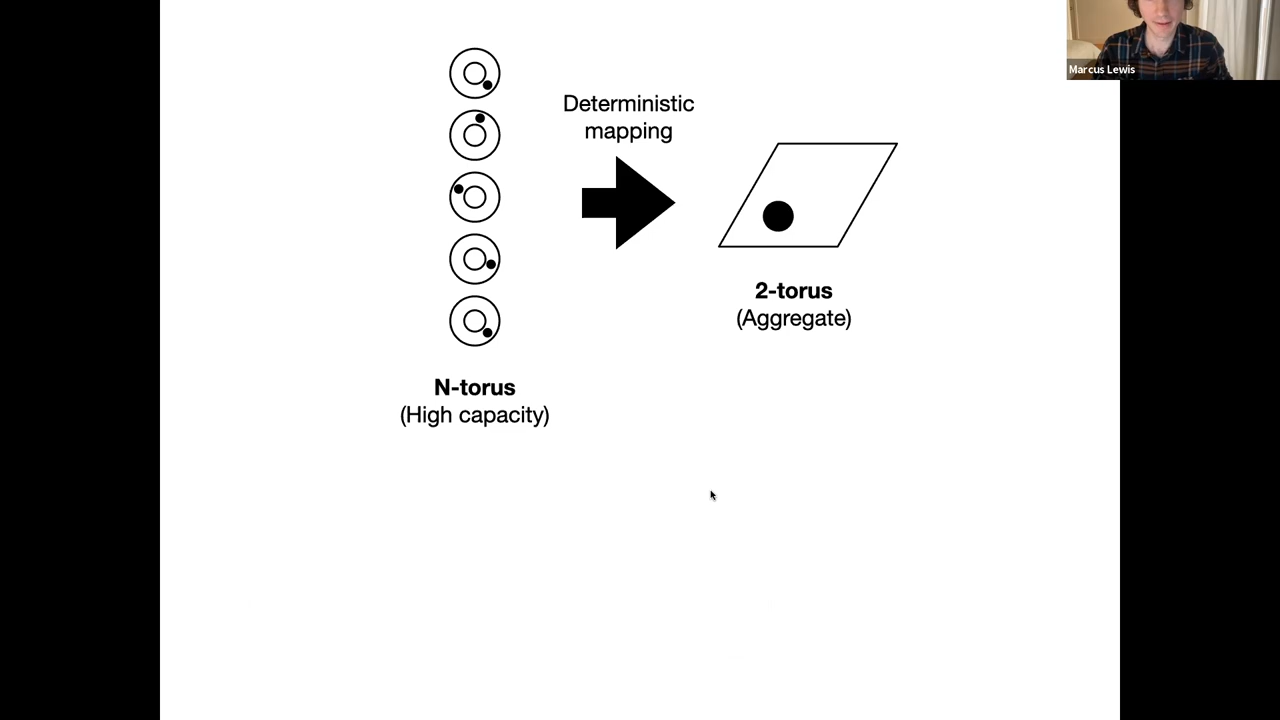 Marcus Lewis
Deterministic
mapping
2-torus
(Aggregate)
N-torus
(High capacity)